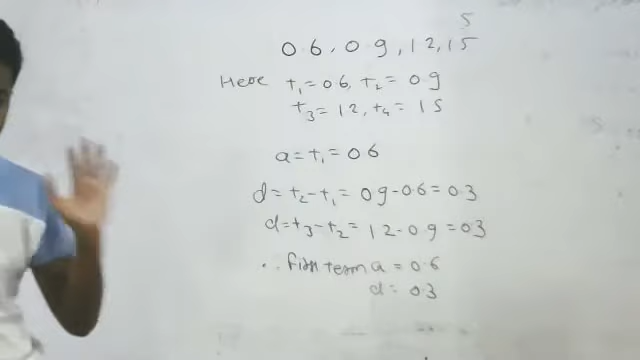 5
0.6, 0.9, 1.2, 1.5
Here t₁ = 0.6, t₂ = 0.9
t₃ = 1.2, t₄ = 1.5
a = t₁ = 0.6
d = t₂ - t₁ = 0.9 - 0.6 = 0.3
d = t₃ - t₂ = 1.2 - 0.9 = 0.3
∴ first term a = 0.6
d = 0.3